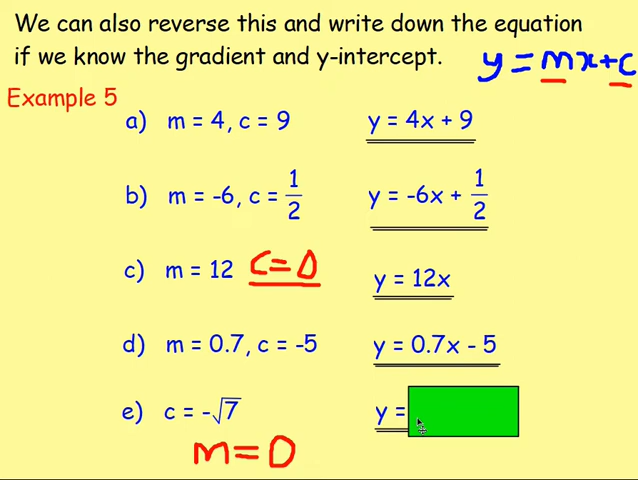 We can also reverse this and write down the equation
if we know the gradient and y-intercept.
y = mx + c
Example 5
a) m = 4, c = 9 y = 4x + 9
b) m = -6, c = 1/2 y = -6x + 1/2
c) m = 12 c = 0 y = 12x
d) m = 0.7, c = -5 y = 0.7x - 5
e) c = -√7 y =
m = 0